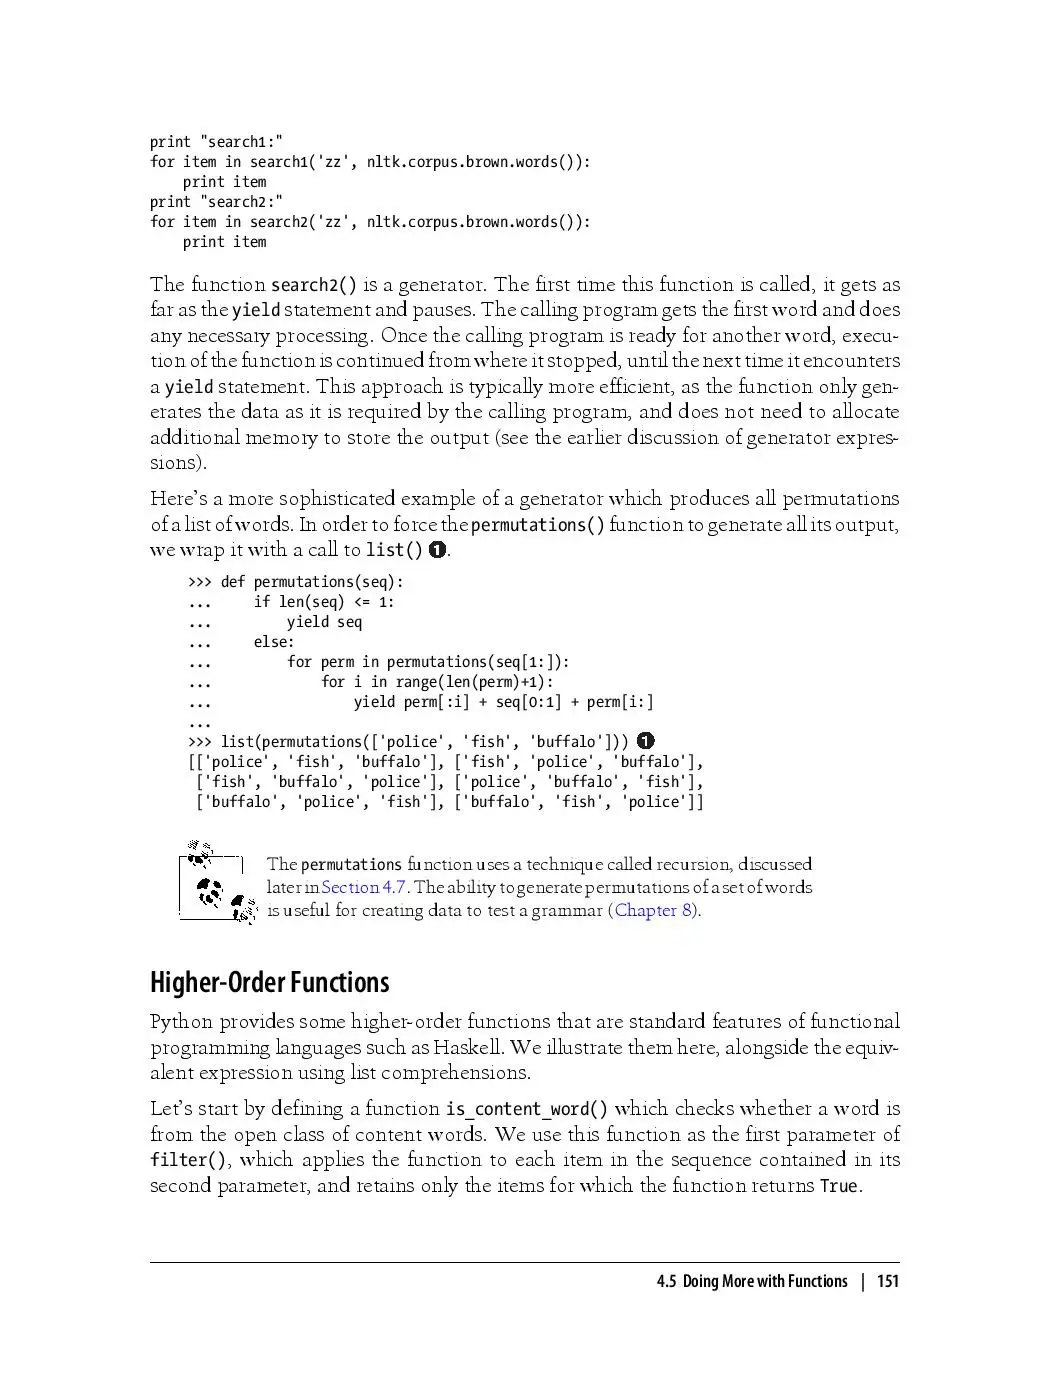 print "search1:"
for item in search1('zz', nltk.corpus.brown.words()):
    print item
print "search2:"
for item in search2('zz', nltk.corpus.brown.words()):
    print item
The function search2() is a generator. The first time this function is called, it gets as
far as the yield statement and pauses. The calling program gets the first word and does
any necessary processing. Once the calling program is ready for another word, execu-
tion of the function is continued from where it stopped, until the next time it encounters
a yield statement. This approach is typically more efficient, as the function only gen-
erates the data as it is required by the calling program, and does not need to allocate
additional memory to store the output (see the earlier discussion of generator expres-
sions).
Here's a more sophisticated example of a generator which produces all permutations
of a list of words. In order to force the permutations() function to generate all its output,
we wrap it with a call to list() ❶.
>>> def permutations(seq):
...     if len(seq) <= 1:
...         yield seq
...     else:
...         for perm in permutations(seq[1:]):
...             for i in range(len(perm)+1):
...                 yield perm[:i] + seq[0:1] + perm[i:]
...
>>> list(permutations(['police', 'fish', 'buffalo'])) ❶
[['police', 'fish', 'buffalo'], ['fish', 'police', 'buffalo'],
 ['fish', 'buffalo', 'police'], ['police', 'buffalo', 'fish'],
 ['buffalo', 'police', 'fish'], ['buffalo', 'fish', 'police']]
The permutations function uses a technique called recursion, discussed
later in Section 4.7. The ability to generate permutations of a set of words
is useful for creating data to test a grammar (Chapter 8).
Higher-Order Functions
Python provides some higher-order functions that are standard features of functional
programming languages such as Haskell. We illustrate them here, alongside the equiv-
alent expression using list comprehensions.
Let's start by defining a function is_content_word() which checks whether a word is
from the open class of content words. We use this function as the first parameter of
filter(), which applies the function to each item in the sequence contained in its
second parameter, and retains only the items for which the function returns True.
4.5 Doing More with Functions | 151